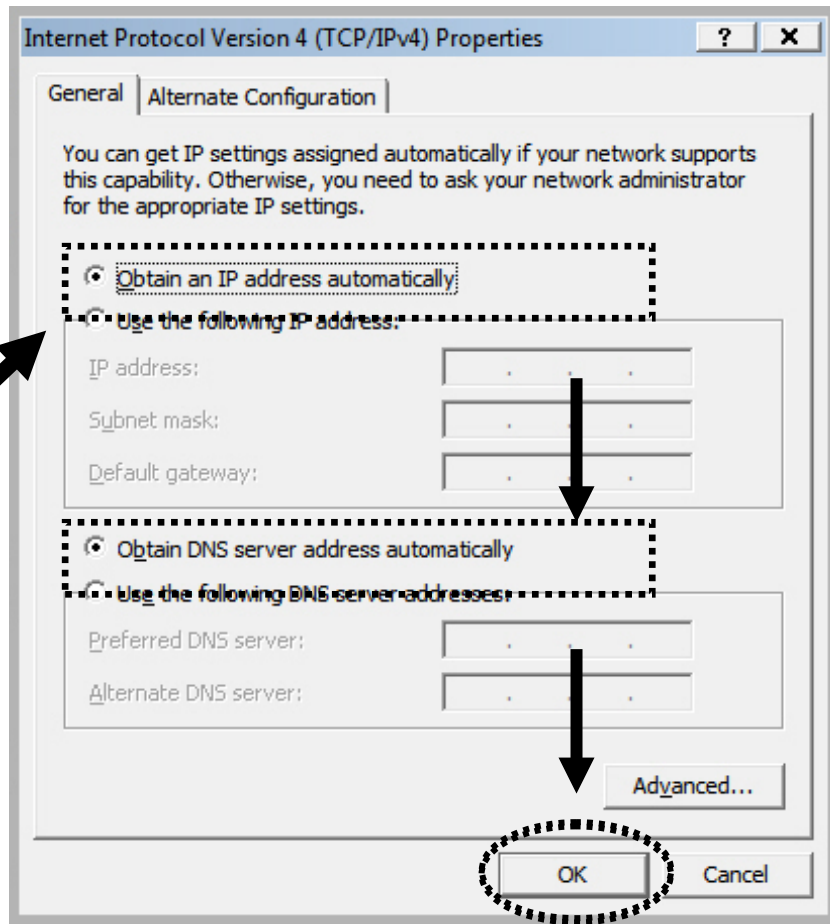 Internet Protocol Version 4 (TCP/IPv4) Properties
General
Alternate Configuration
You can get IP settings assigned automatically if your network supports
this capability. Otherwise, you need to ask your network administrator
for the appropriate IP settings.
Obtain an IP address automatically
Use the following IP address:
IP address:
Subnet mask:
Default gateway:
Obtain DNS server address automatically
Use the following DNS server addresses:
Preferred DNS server:
Alternate DNS server:
Advanced...
OK
Cancel